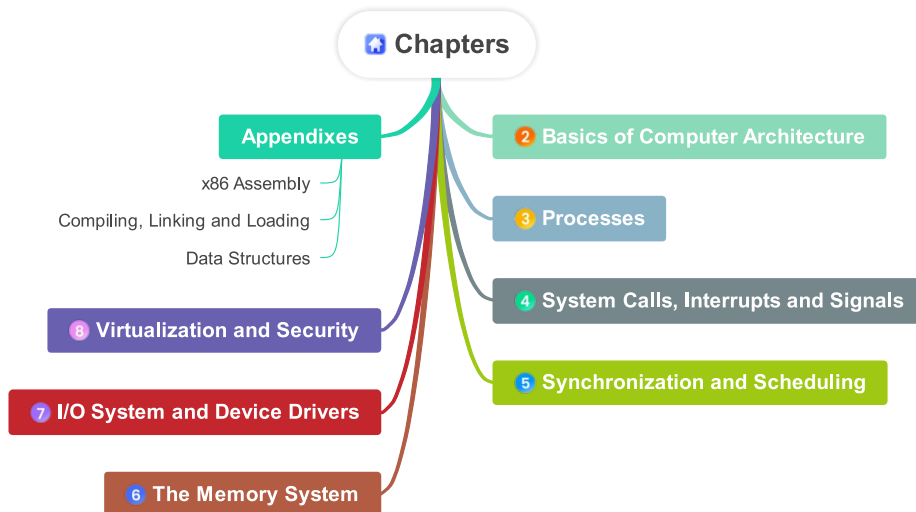 Chapters
Appendixes
x86 Assembly
Compiling, Linking and Loading
Data Structures
2 Basics of Computer Architecture
3 Processes
4 System Calls, Interrupts and Signals
5 Synchronization and Scheduling
8 Virtualization and Security
7 I/O System and Device Drivers
6 The Memory System